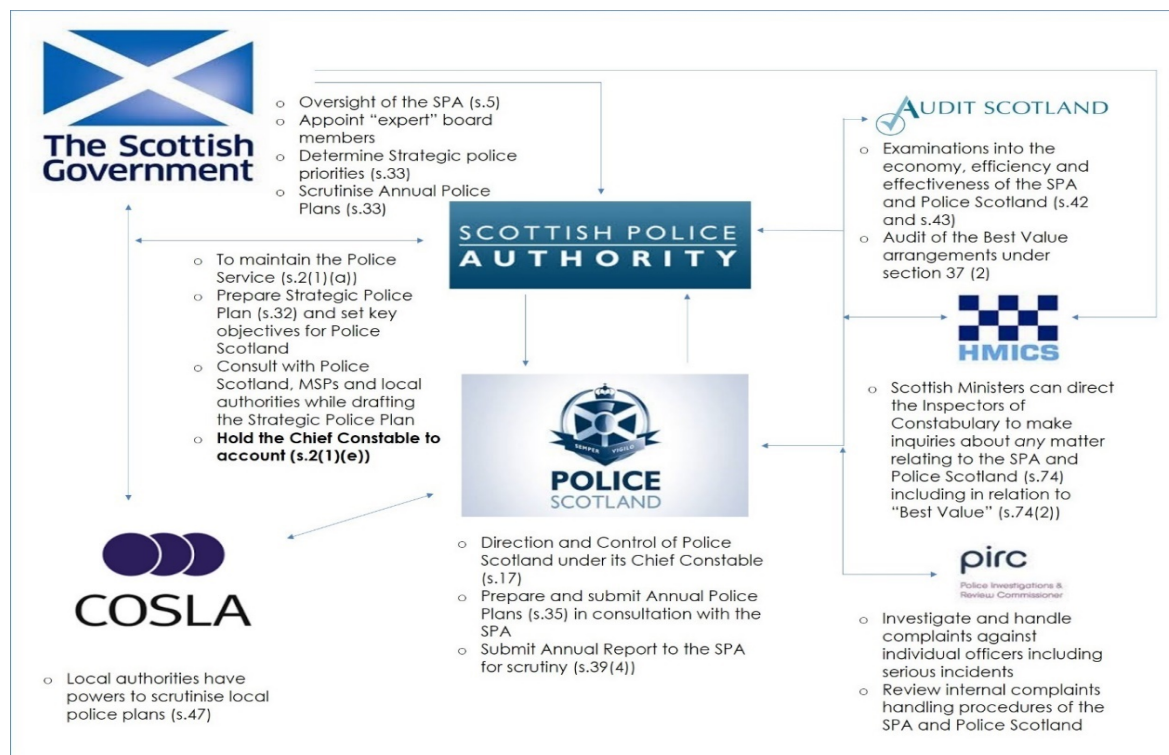 The Scottish
Government
o Oversight of the SPA (s.5)
o Appoint “expert” board
members
o Determine Strategic police
priorities (s.33)
o Scrutinise Annual Police
Plans (s.33)
SCOTTISH POLICE
AUTHORITY
o To maintain the Police
Service (s.2(1)(a))
o Prepare Strategic Police
Plan (s.32) and set key
objectives for Police
Scotland
o Consult with Police
Scotland, MSPs and local
authorities while drafting
the Strategic Police Plan
o Hold the Chief Constable to
account (s.2(1)(e))
SEMPER VIGILO
POLICE
SCOTLAND
o Direction and Control of Police
Scotland under its Chief Constable
(s.17)
o Prepare and submit Annual Police
Plans (s.35) in consultation with the
SPA
o Submit Annual Report to the SPA
for scrutiny (s.39(4))
COSLA
o Local authorities have
powers to scrutinise local
police plans (s.47)
AUDIT SCOTLAND
o Examinations into the
economy, efficiency and
effectiveness of the SPA
and Police Scotland (s.42
and s.43)
o Audit of the Best Value
arrangements under
section 37 (2)
HMICS
o Scottish Ministers can direct
the Inspectors of
Constabulary to make
inquiries about any matter
relating to the SPA and
Police Scotland (s.74)
including in relation to
“Best Value” (s.74(2))
pirc
Police Investigations &
Review Commissioner
o Investigate and handle
complaints against
individual officers including
serious incidents
o Review internal complaints
handling procedures of the
SPA and Police Scotland